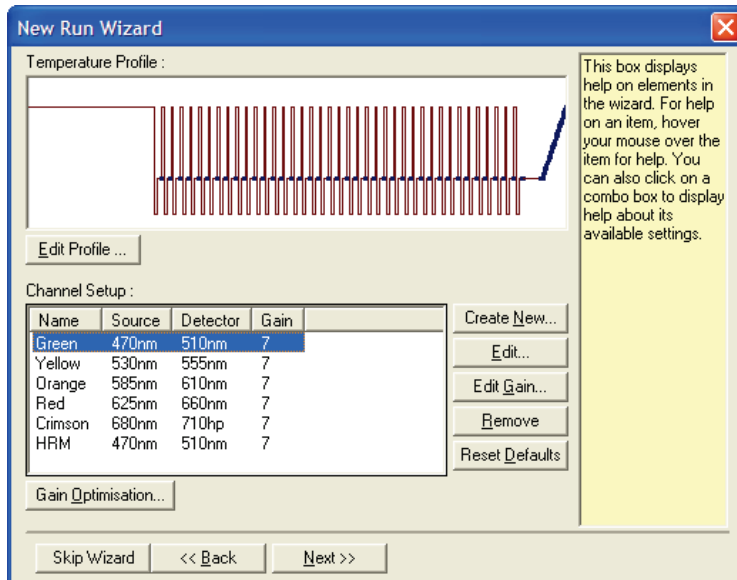 New Run Wizard
Temperature Profile :
Edit Profile ...
Channel Setup :
Name Source Detector Gain
Green 470nm 510nm 7
Yellow 530nm 555nm 7
Orange 585nm 610nm 7
Red 625nm 660nm 7
Crimson 680nm 710hp 7
HRM 470nm 510nm 7
Create New...
Edit...
Edit Gain...
Remove
Reset Defaults
Gain Optimisation...
This box displays
help on elements in
the wizard. For help
on an item, hover
your mouse over the
item for help. You
can also click on a
combo box to display
help about its
available settings.
Skip Wizard << Back Next >>